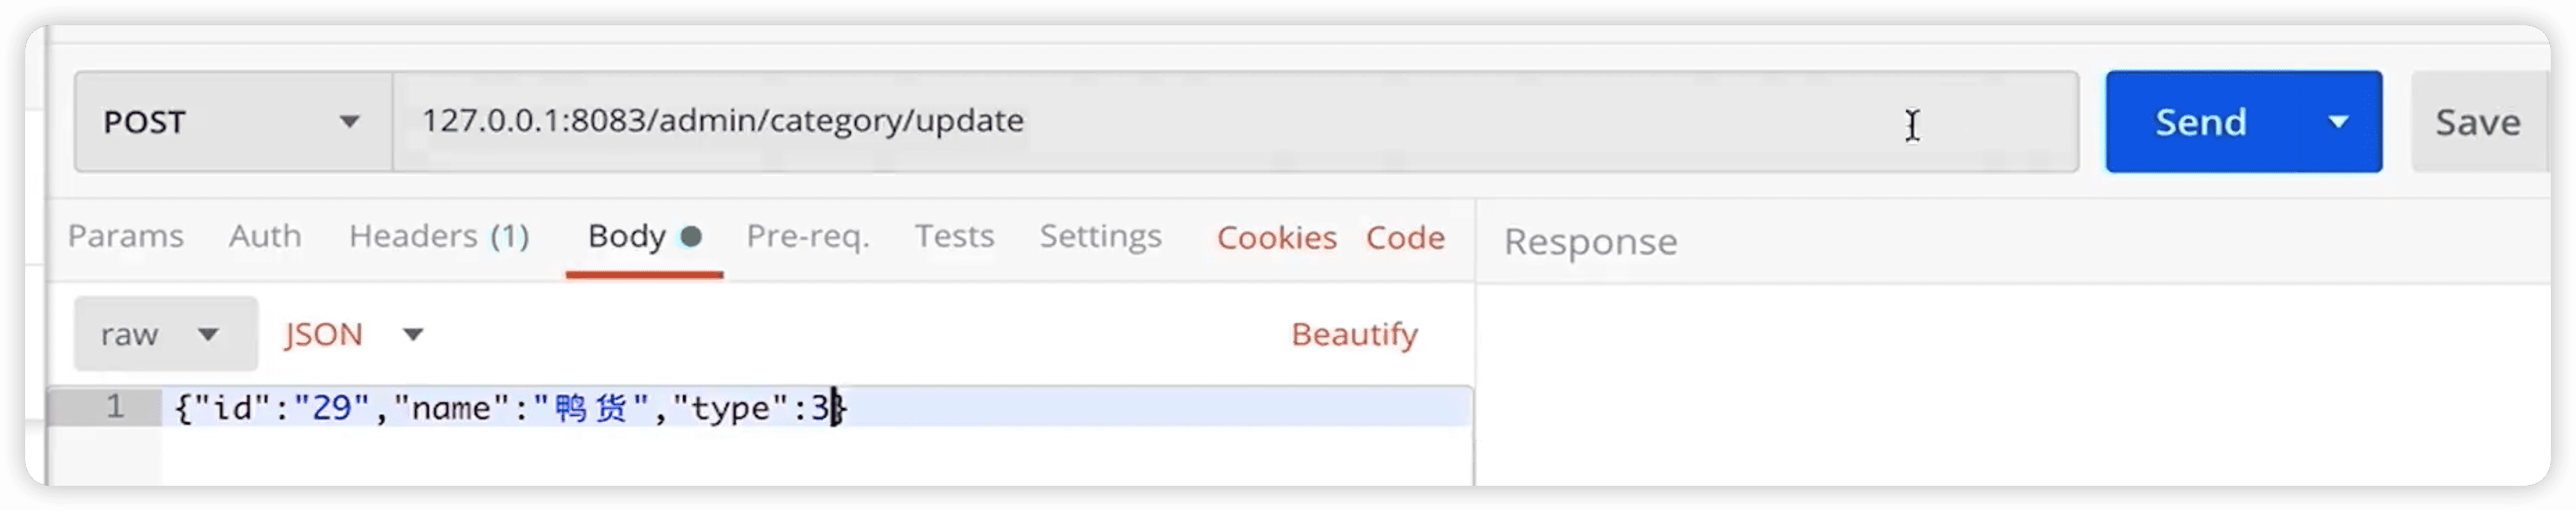 POST 127.0.0.1:8083/admin/category/update Send Save
Params Auth Headers (1) Body Pre-req. Tests Settings Cookies Code Response
raw JSON Beautify
1 {"id":"29","name":"鸭货","type":3}